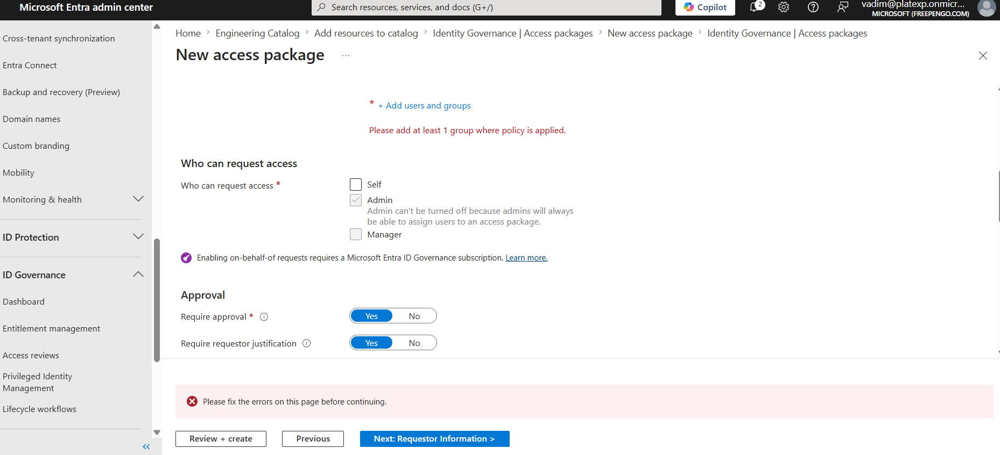 Microsoft Entra admin center
Search resources, services, and docs (G+/)
Copilot
2
vadim@platexp.onmicr...
MICROSOFT (FREEPENGO.COM)
Cross-tenant synchronization
Entra Connect
Backup and recovery (Preview)
Domain names
Custom branding
Mobility
Monitoring & health
ID Protection
ID Governance
Dashboard
Entitlement management
Access reviews
Privileged Identity
Management
Lifecycle workflows
«
Home > Engineering Catalog > Add resources to catalog > Identity Governance | Access packages > New access package > Identity Governance | Access packages
New access package ...
* + Add users and groups
Please add at least 1 group where policy is applied.
Who can request access
Who can request access *
Self
Admin
Admin can't be turned off because admins will always
be able to assign users to an access package.
Manager
Enabling on-behalf-of requests requires a Microsoft Entra ID Governance subscription. Learn more.
Approval
Require approval * Yes No
Require requestor justification Yes No
Please fix the errors on this page before continuing.
Review + create
Previous
Next: Requestor Information >